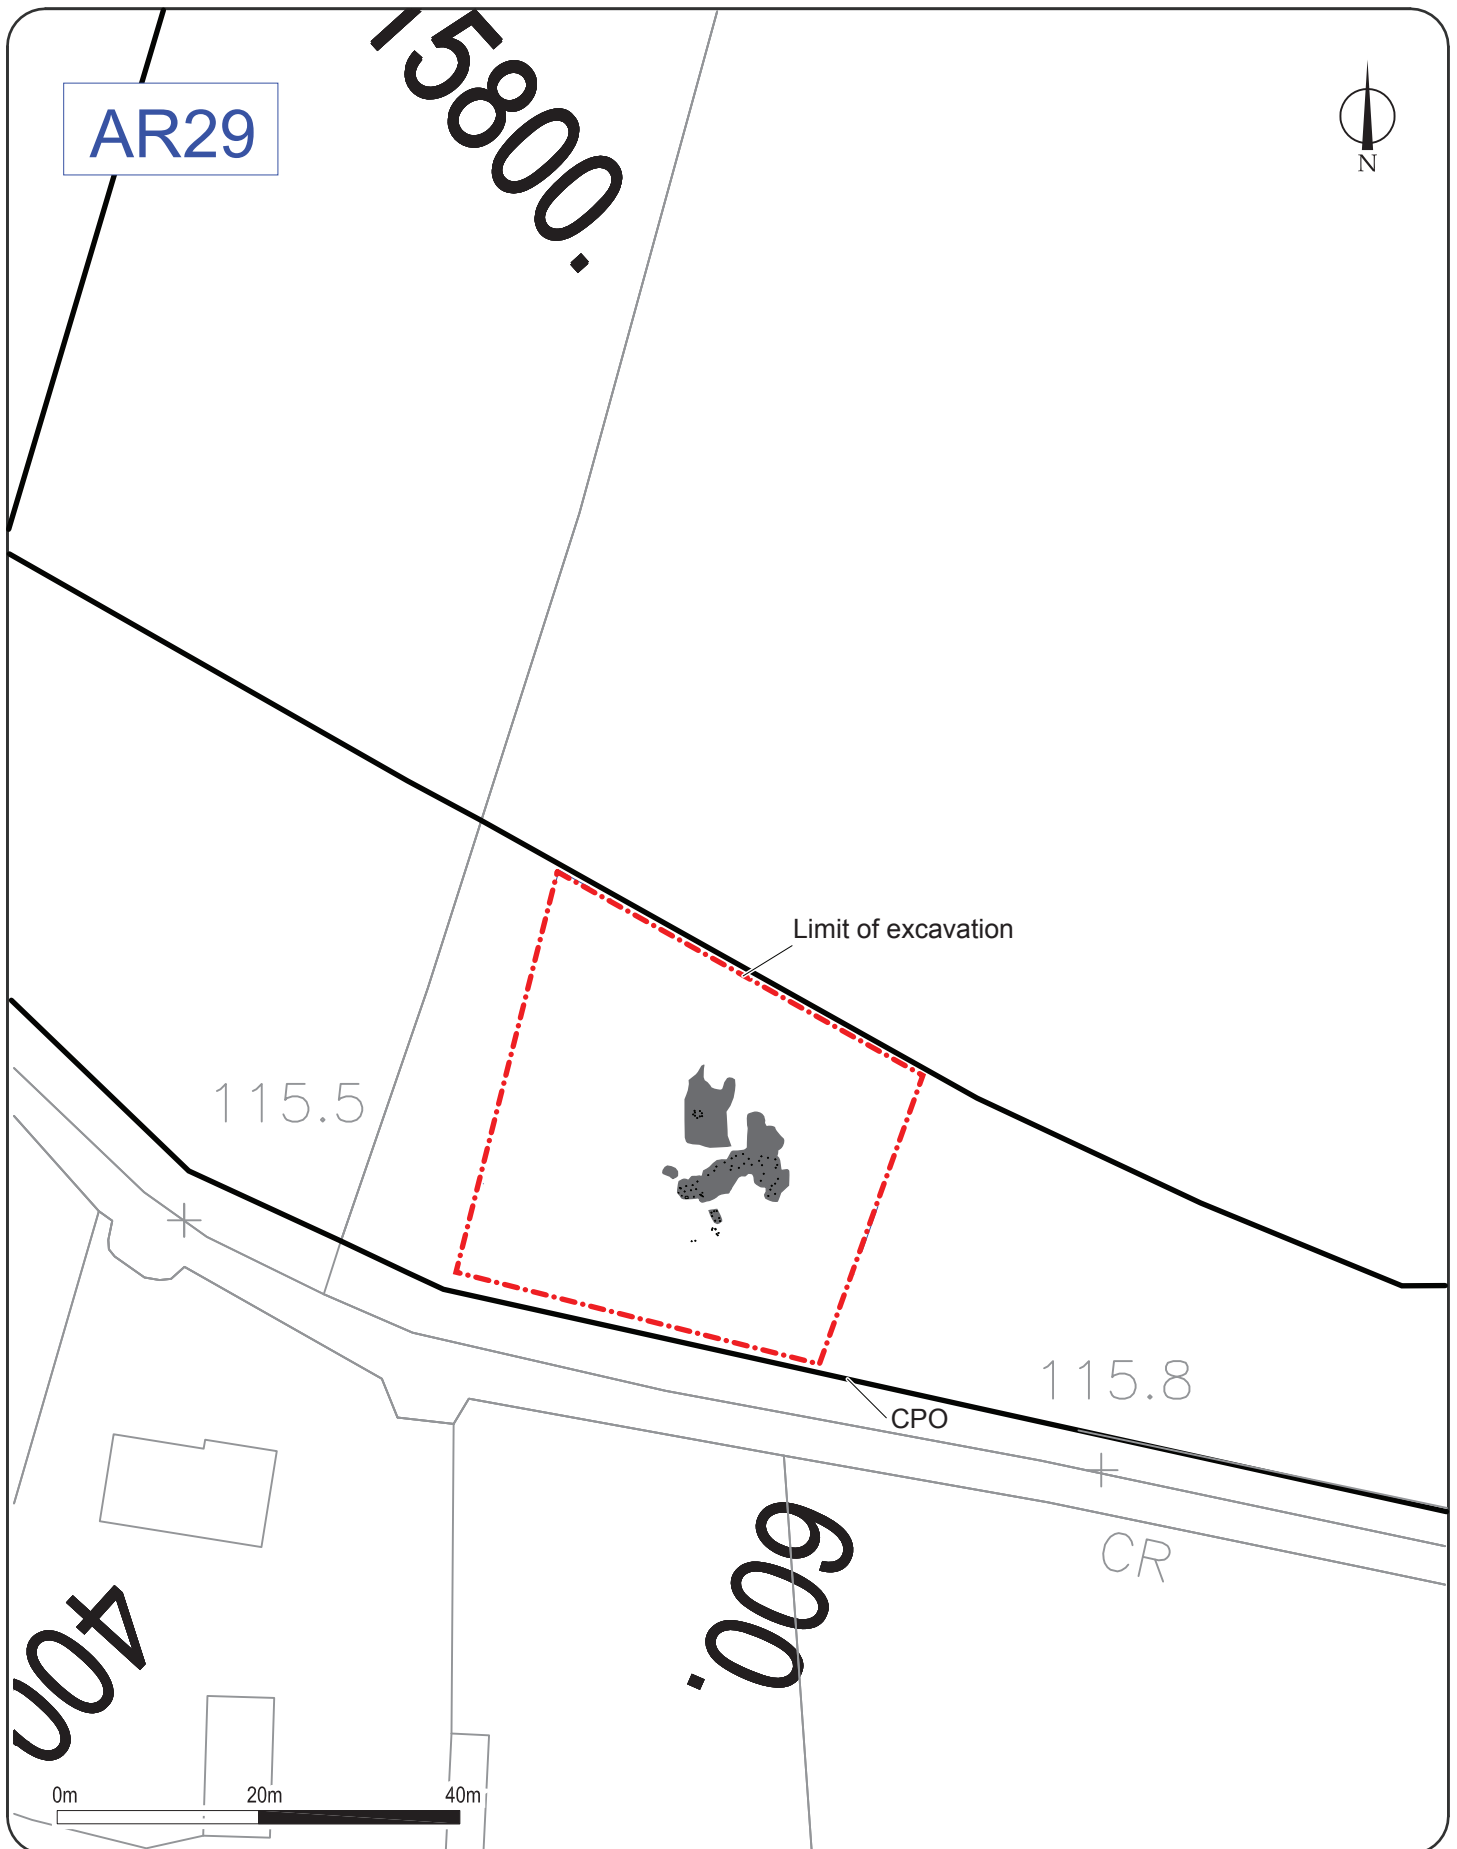 15800.
AR29
N
Limit of excavation
115.5
115.8
CPO
600.
CR
400
0m 20m 40m